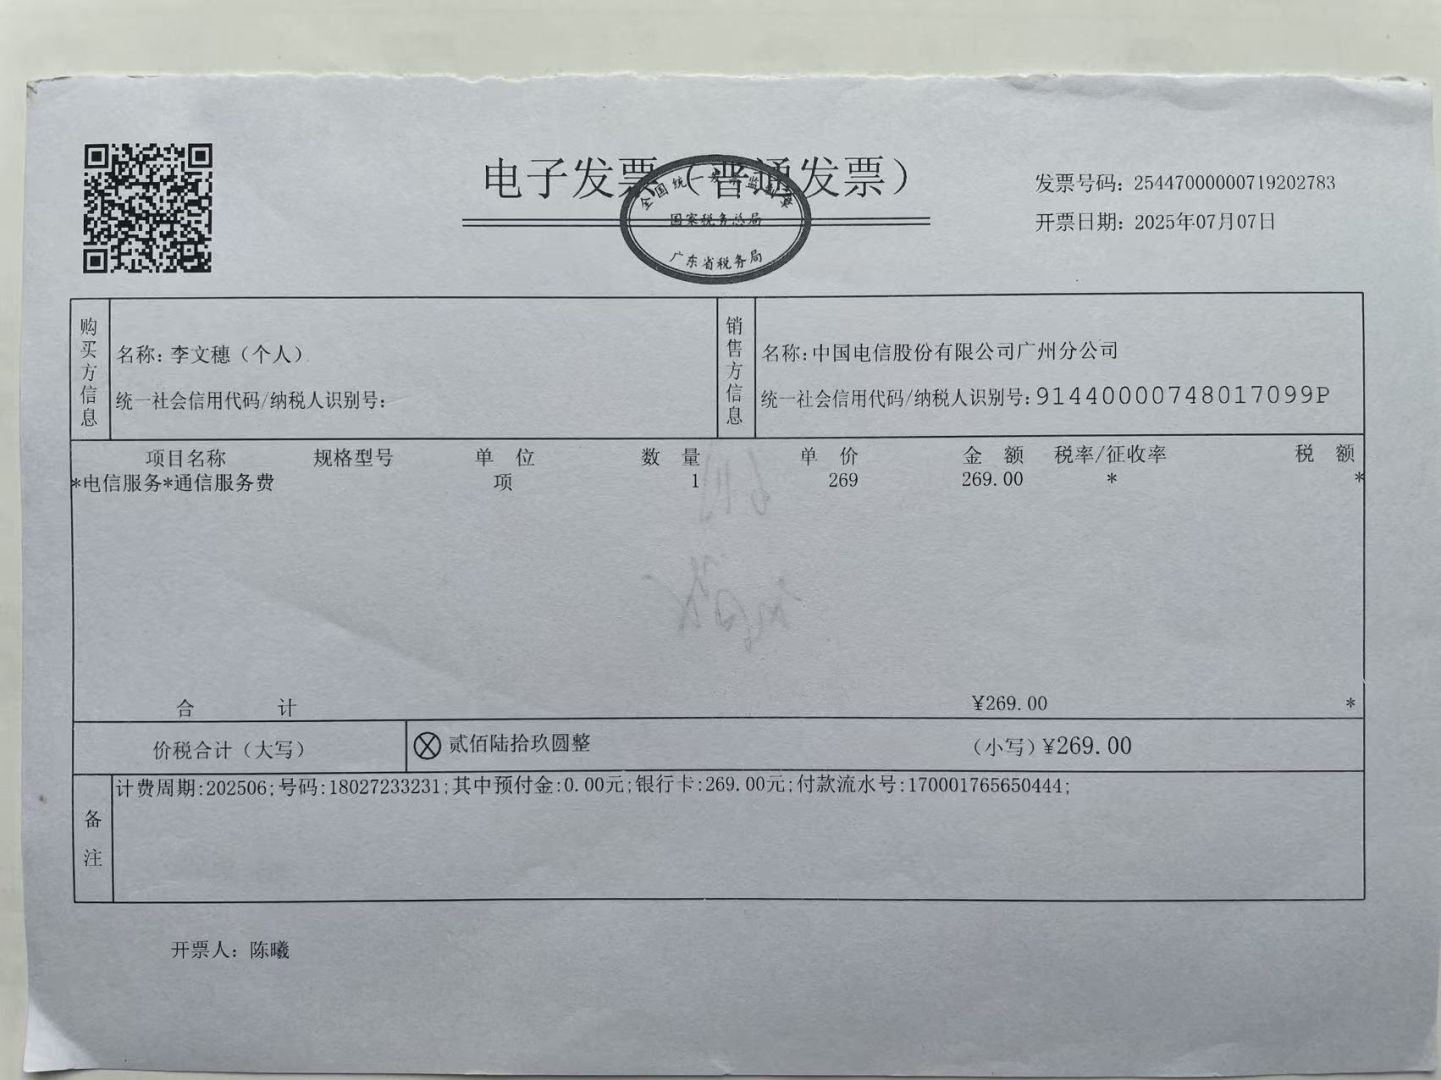 电子发票（普通发票）
全国统一发票监制章
国家税务总局
广东省税务局
发票号码：25447000000719202783
开票日期：2025年07月07日
购买方信息
名称：李文穗（个人）
统一社会信用代码/纳税人识别号：
销售方信息
名称：中国电信股份有限公司广州分公司
统一社会信用代码/纳税人识别号：91440000748017099P
项目名称 规格型号 单 位 数 量 单 价 金 额 税率/征收率 税 额
*电信服务*通信服务费 项 1 269 269.00 * *
合 计 ¥269.00 *
价税合计（大写） ⊗ 贰佰陆拾玖圆整 （小写）¥269.00
备注
计费周期:202506;号码:18027233231;其中预付金:0.00元;银行卡:269.00元;付款流水号:170001765650444;
开票人：陈曦